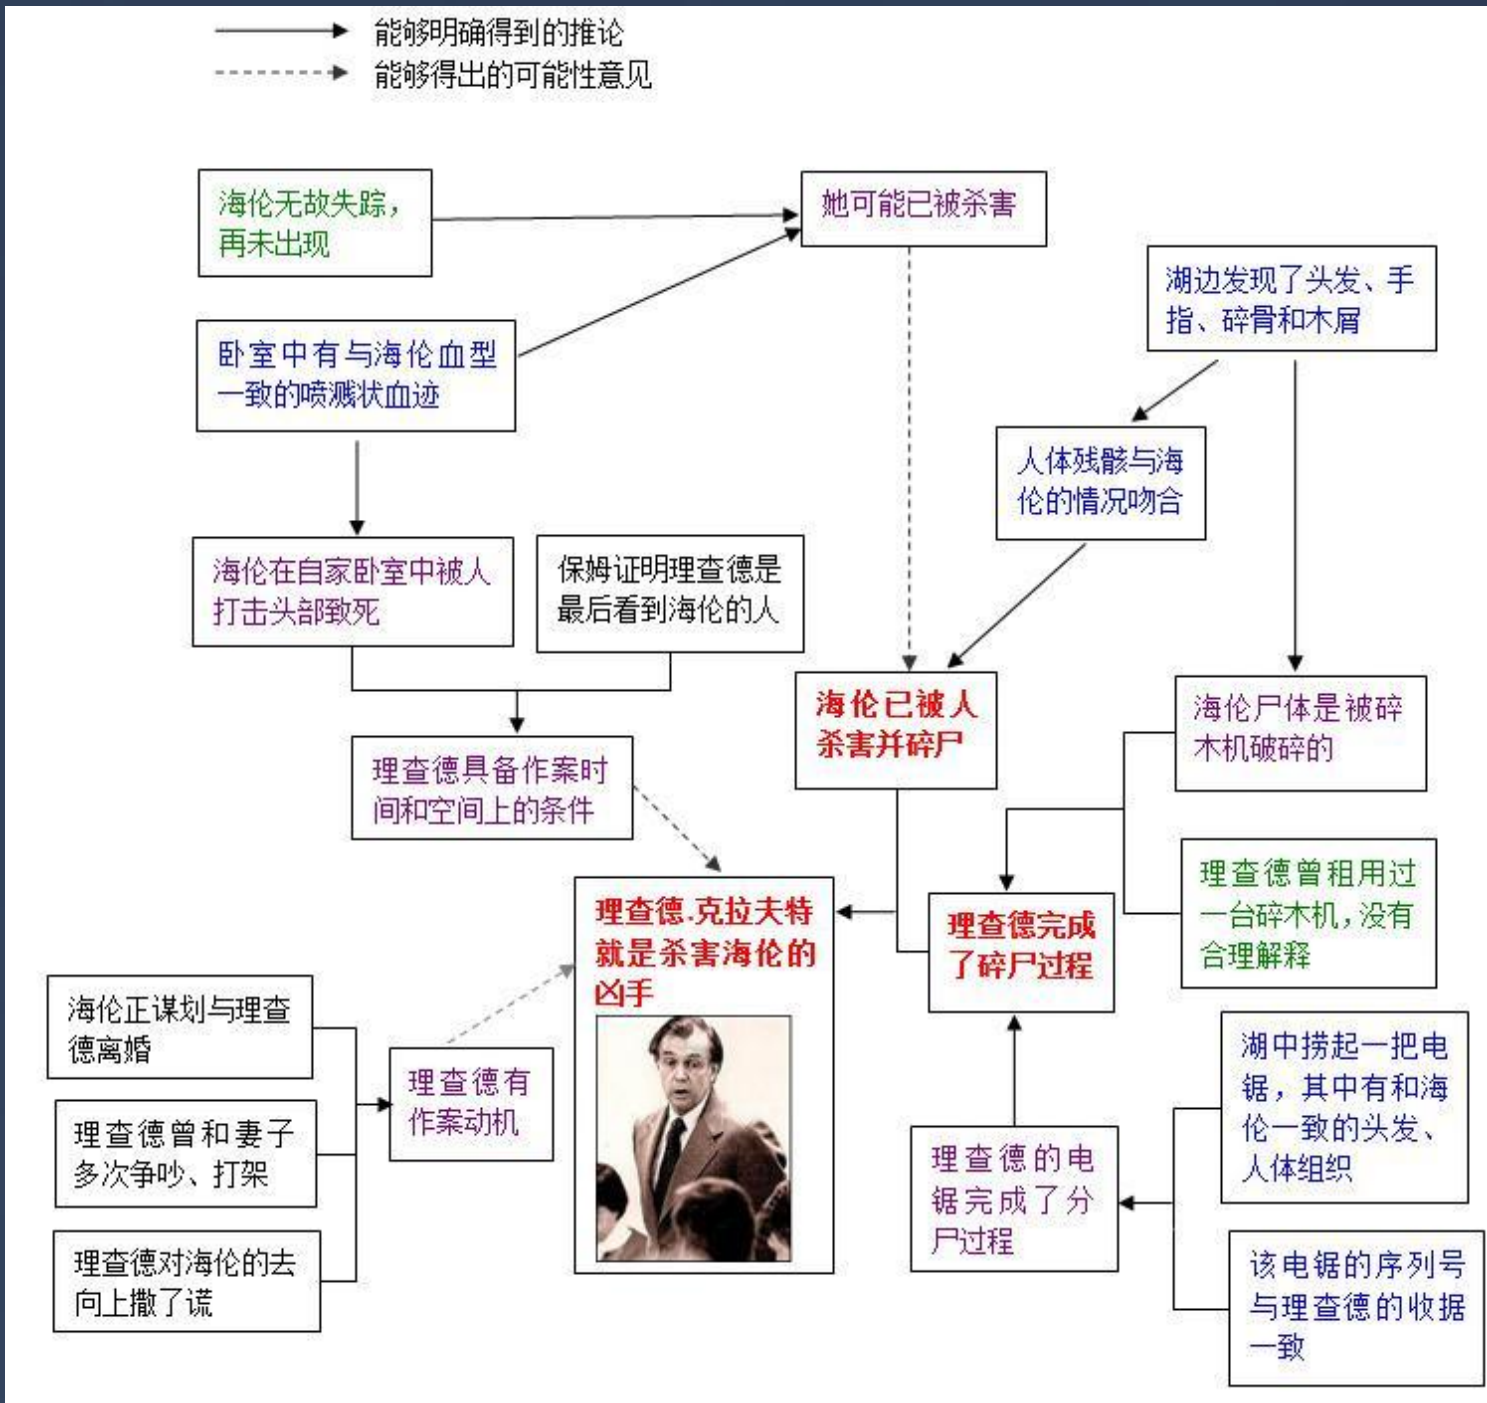 能够明确得到的推论
能够得出的可能性意见
海伦无故失踪，
再未出现
她可能已被杀害
湖边发现了头发、手
指、碎骨和木屑
卧室中有与海伦血型
一致的喷溅状血迹
人体残骸与海
伦的情况吻合
海伦在自家卧室中被人
打击头部致死
保姆证明理查德是
最后看到海伦的人
海伦已被人
杀害并碎尸
海伦尸体是被碎
木机破碎的
理查德具备作案时
间和空间上的条件
理查德曾租用过
一台碎木机，没有
合理解释
理查德.克拉夫特
就是杀害海伦的
凶手
理查德完成
了碎尸过程
海伦正谋划与理查
德离婚
理查德曾和妻子
多次争吵、打架
理查德对海伦的去
向上撒了谎
理查德有
作案动机
理查德的电
锯完成了分
尸过程
湖中捞起一把电
锯，其中有和海
伦一致的头发、
人体组织
该电锯的序列号
与理查德的收据
一致